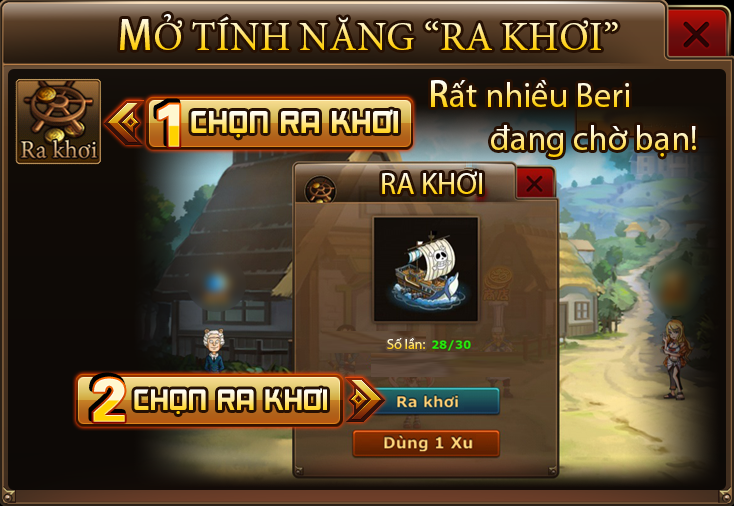 MỞ TÍNH NĂNG “RA KHƠI”
Ra khơi
1 CHỌN RA KHƠI
Rất nhiều Beri
đang chờ bạn!
RA KHƠI
Số lần: 28/30
2 CHỌN RA KHƠI
Ra khơi
Dùng 1 Xu